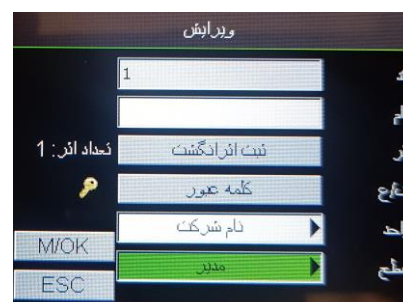 ویرایش
1
ثبت اثر انگشت
تعداد اثر: 1
کلمه عبور
نام شرکت
مدیر
M/OK
ESC